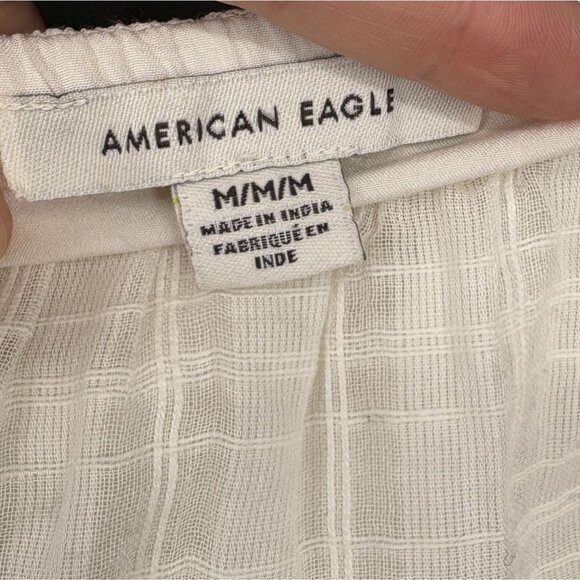 AMERICAN EAGLE
M/M/M
MADE IN INDIA
FABRIQUÉ EN
INDE